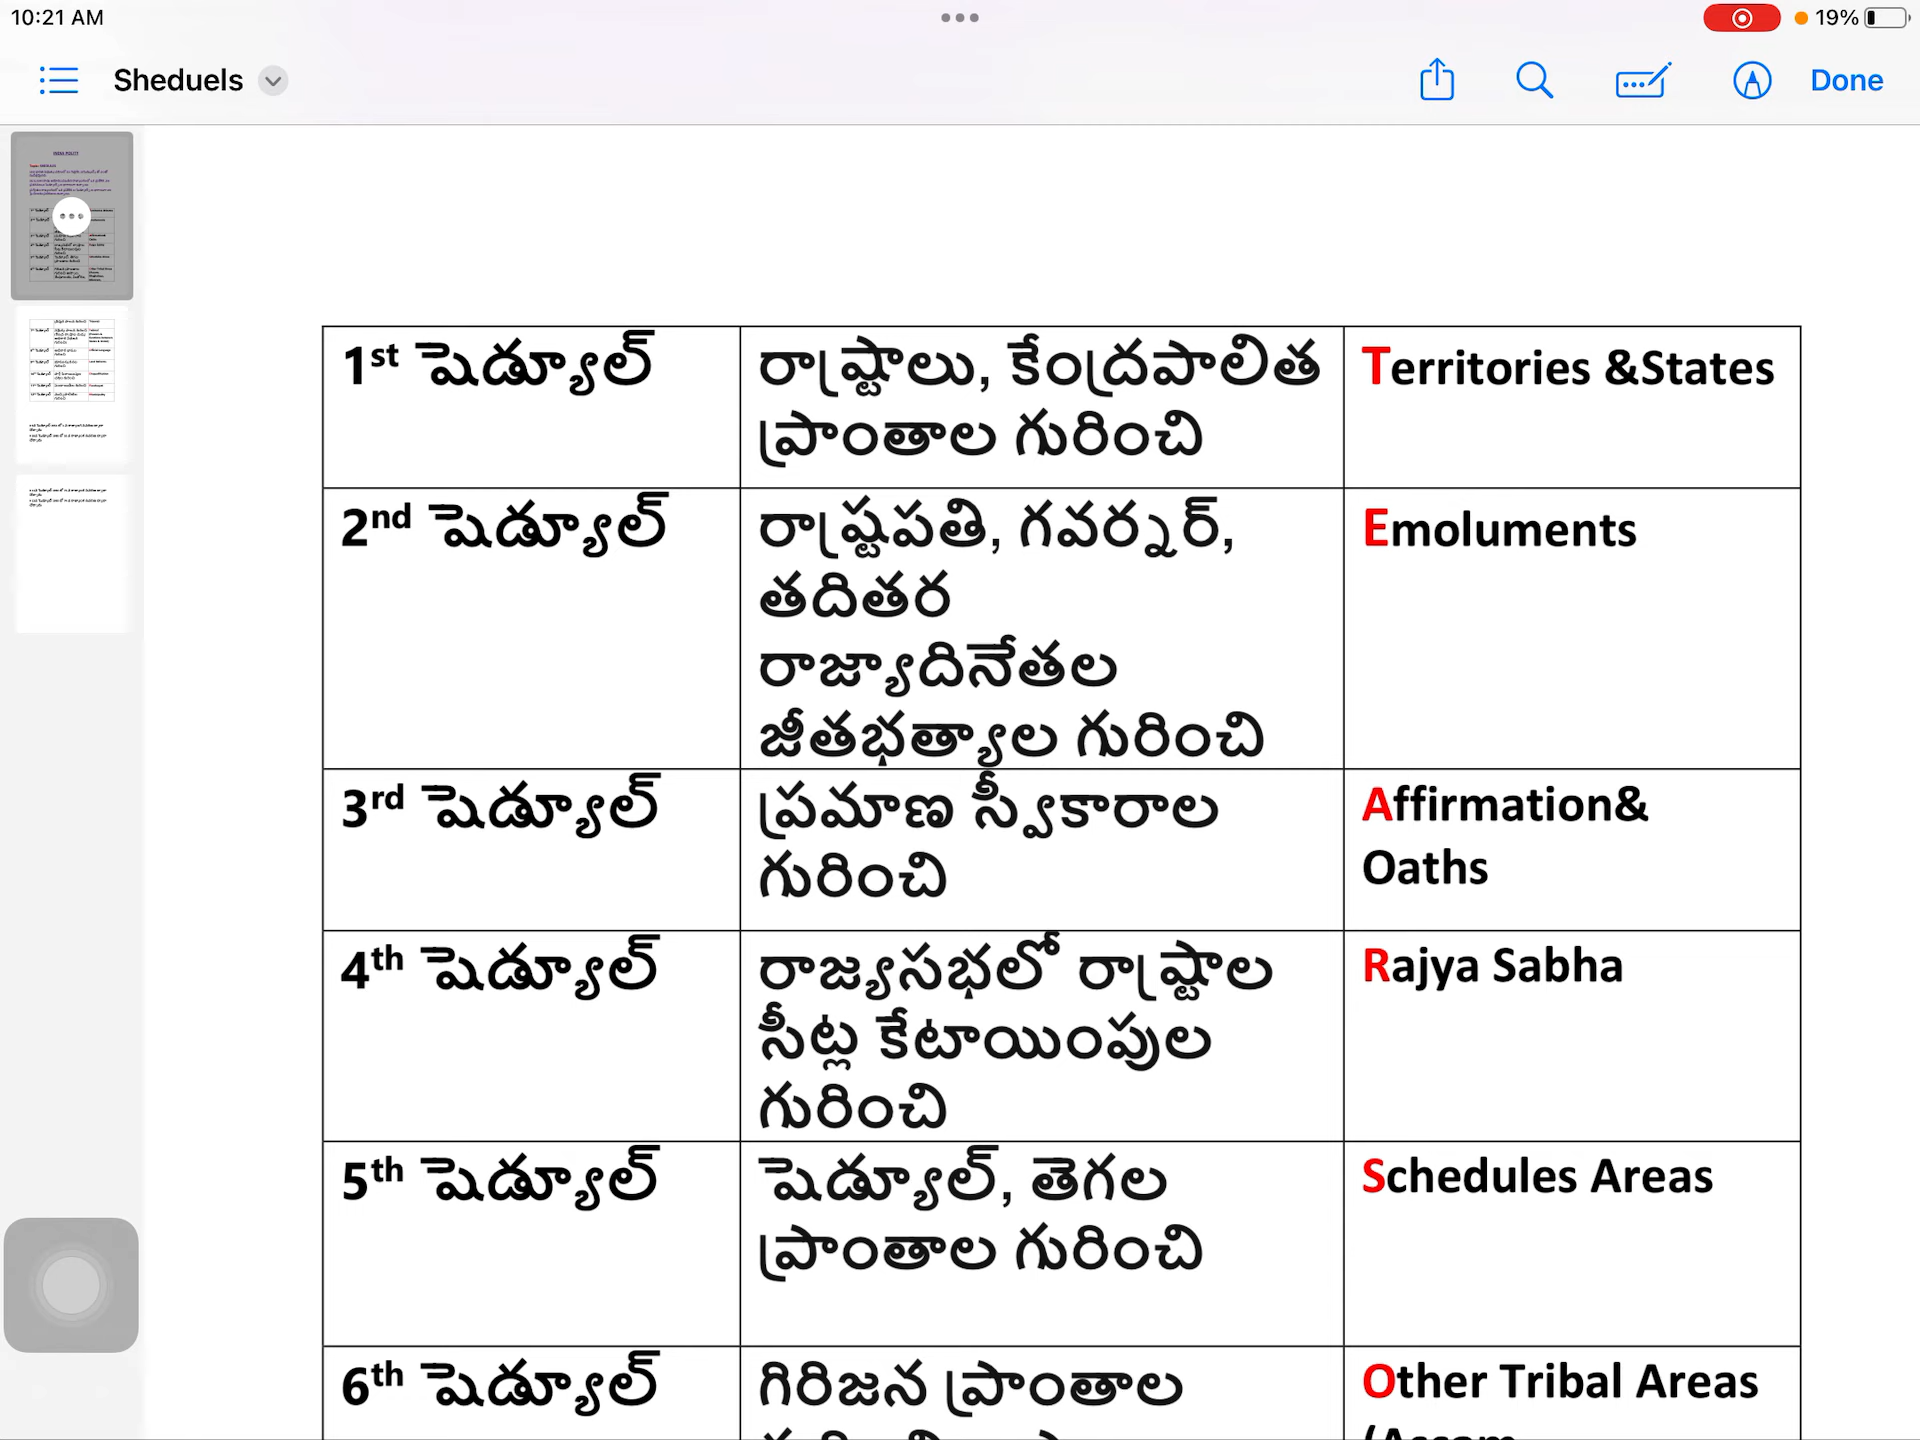 10:21 AM
19%
Sheduels
Done
1st షెడ్యూల్
రాష్ట్రాలు, కేంద్రపాలిత
ప్రాంతాల గురించి
Territories &States
2nd షెడ్యూల్
రాష్ట్రపతి, గవర్నర్,
తదితర
రాజ్యాదినేతల
జీతభత్యాల గురించి
Emoluments
3rd షెడ్యూల్
ప్రమాణ స్వీకారాల
గురించి
Affirmation&
Oaths
4th షెడ్యూల్
రాజ్యసభలో రాష్ట్రాల
సీట్ల కేటాయింపుల
గురించి
Rajya Sabha
5th షెడ్యూల్
షెడ్యూల్, తెగల
ప్రాంతాల గురించి
Schedules Areas
6th షెడ్యూల్
గిరిజన ప్రాంతాల
Other Tribal Areas
(Assam